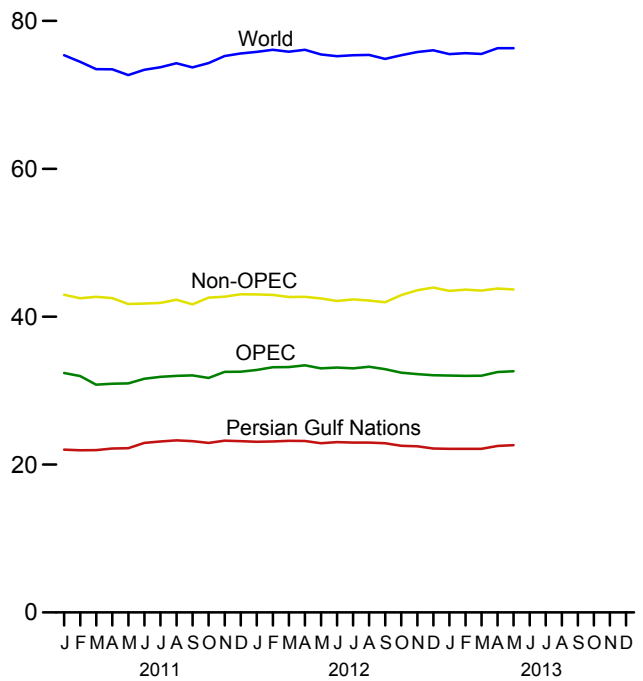 80
World
60
Non-OPEC
40
OPEC
Persian Gulf Nations
20
0
J F M A M J J A S O N D J F M A M J J A S O N D J F M A M J J A S O N D
2011 2012 2013